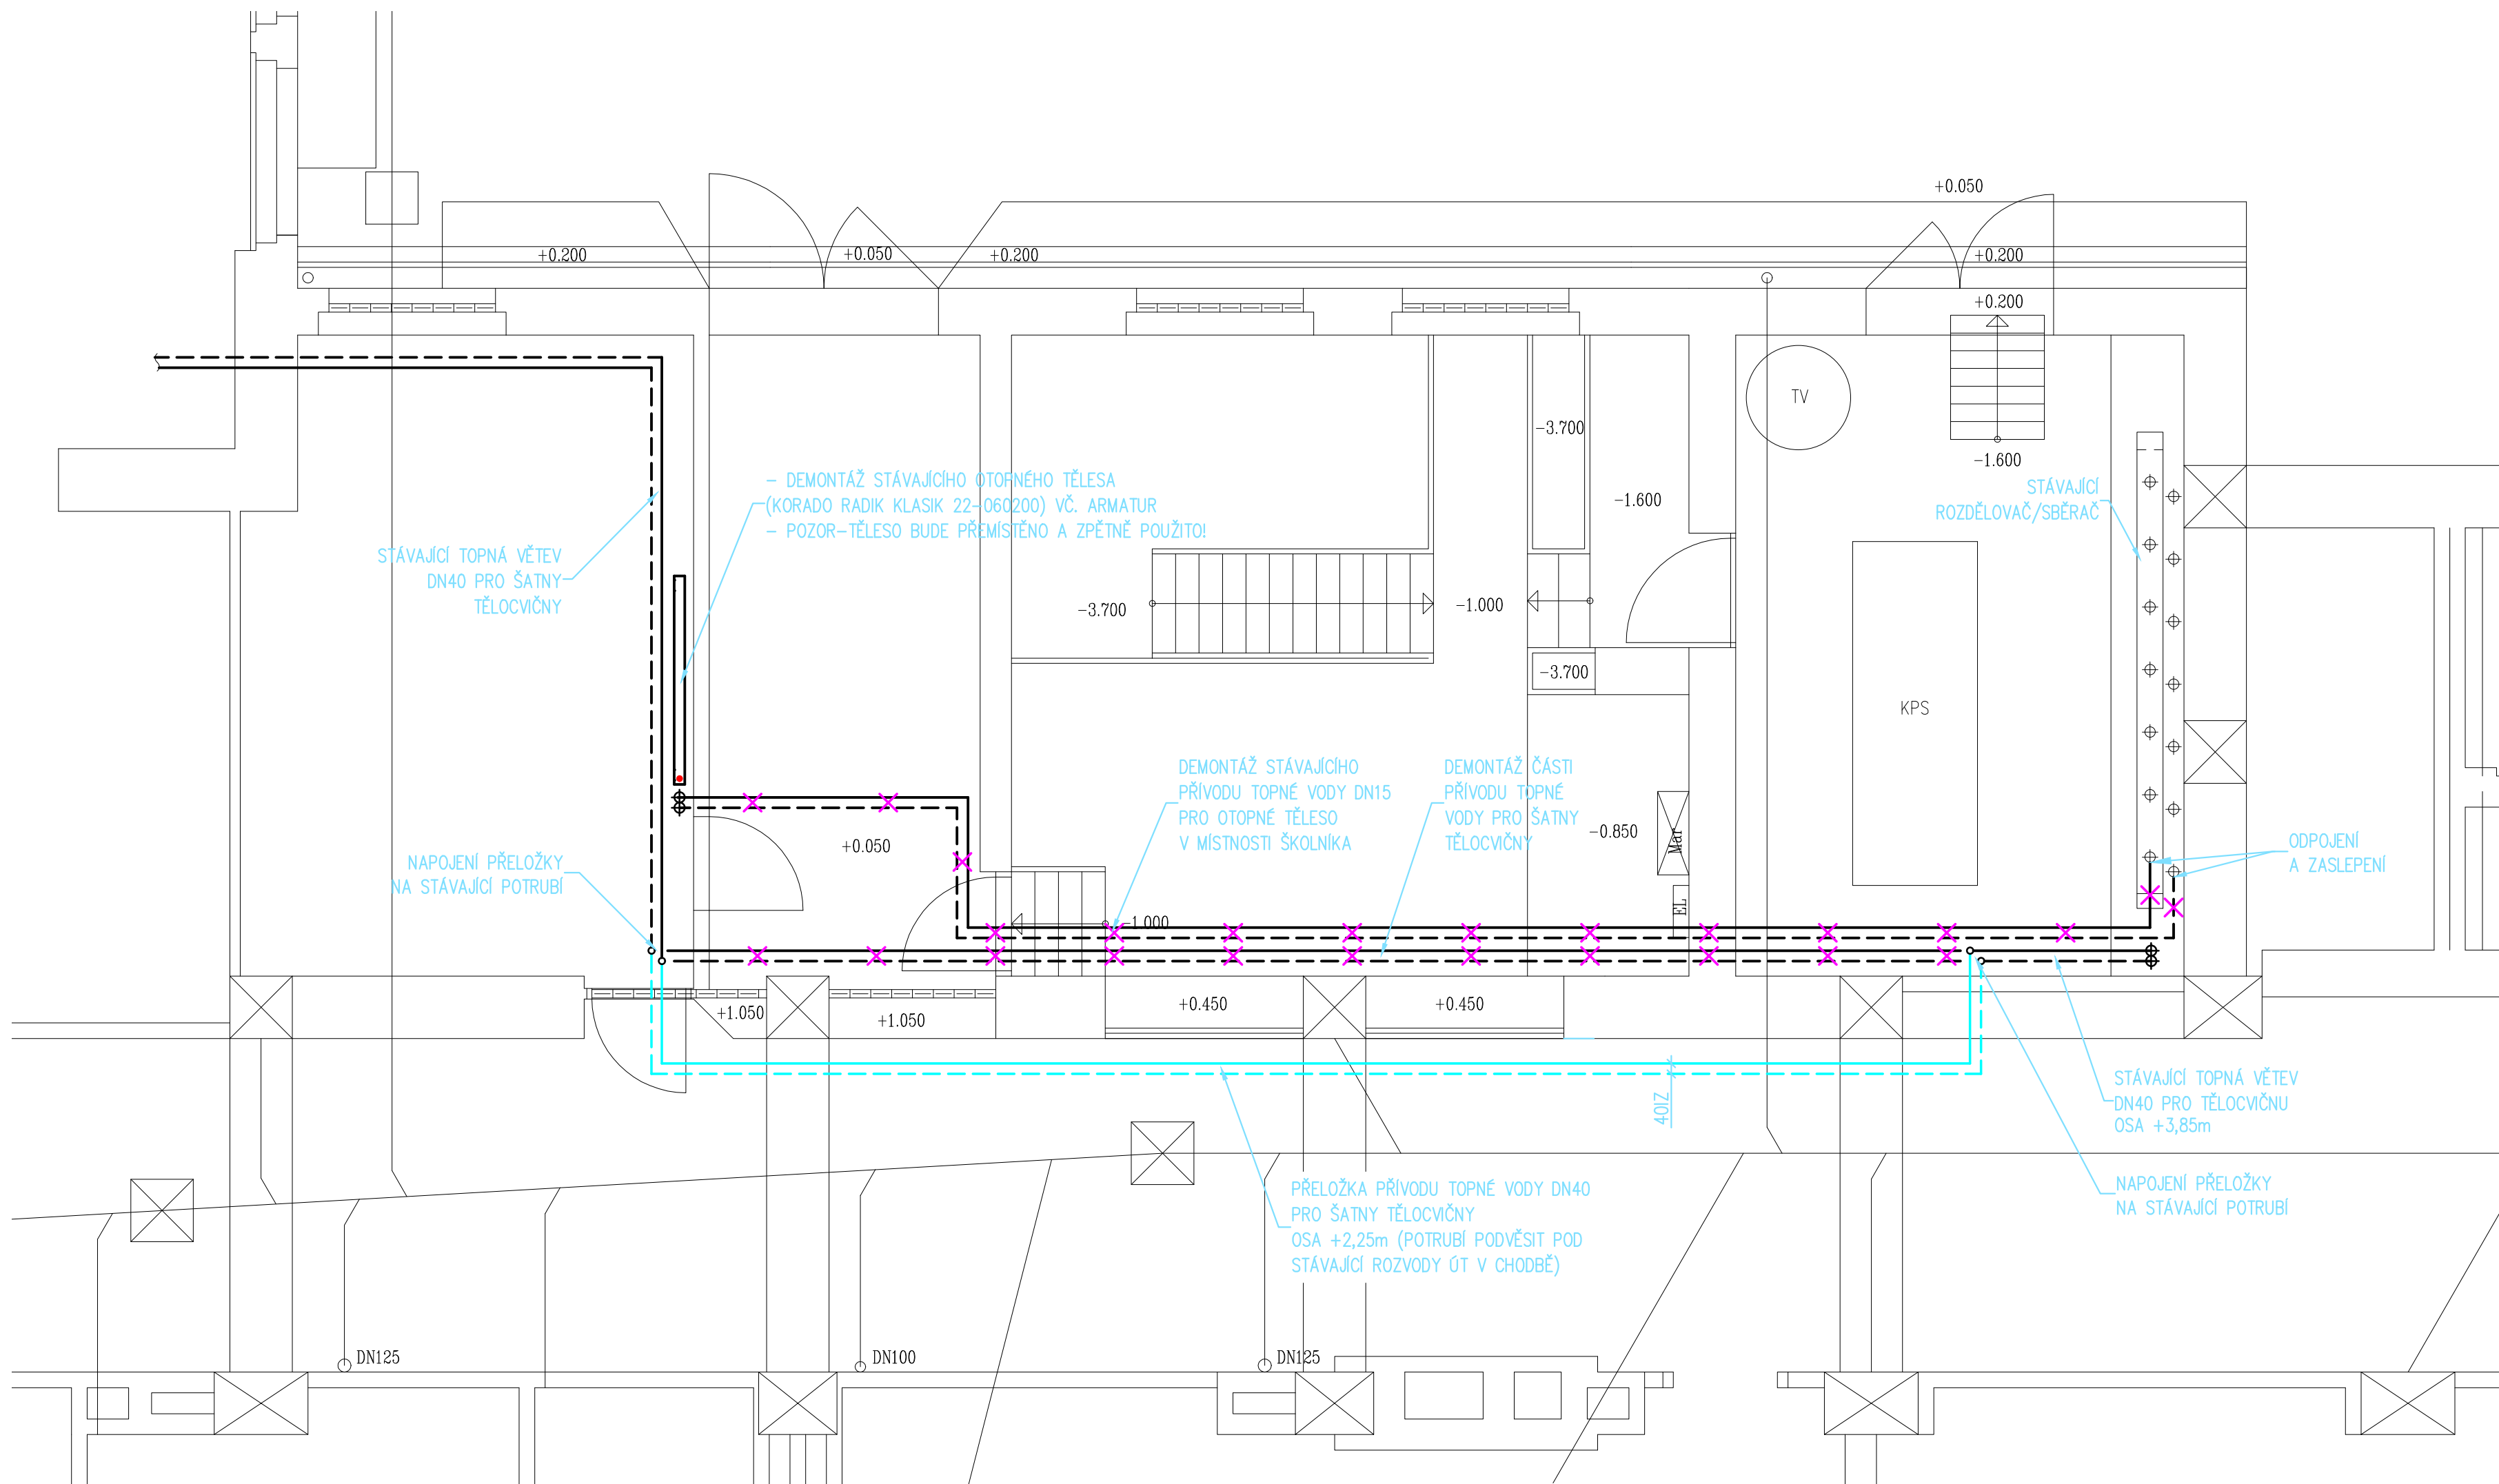 +0.050
+0.200
+0.050
+0.200
+0.200
+0.200
TV
-3.700
-1.600
-1.600
- DEMONTÁŽ STÁVAJÍCÍHO OTOPNÉHO TĚLESA
(KORADO RADIK KLASIK 22-060200) VČ. ARMATUR
- POZOR-TĚLESO BUDE PŘEMÍSTĚNO A ZPĚTNĚ POUŽITO!
STÁVAJÍCÍ
ROZDĚLOVAČ/SBĚRAČ
STÁVAJÍCÍ TOPNÁ VĚTEV
DN40 PRO ŠATNY
TĚLOCVIČNY
-3.700
-1.000
-3.700
KPS
DEMONTÁŽ STÁVAJÍCÍHO
PŘÍVODU TOPNÉ VODY DN15
PRO OTOPNÉ TĚLESO
V MÍSTNOSTI ŠKOLNÍKA
DEMONTÁŽ ČÁSTI
PŘÍVODU TOPNÉ
VODY PRO ŠATNY
TĚLOCVIČNY
-0.850
Mar
EL
+0.050
ODPOJENÍ
A ZASLEPENÍ
NAPOJENÍ PŘELOŽKY
NA STÁVAJÍCÍ POTRUBÍ
-1.000
+1.050
+1.050
+0.450
+0.450
40IZ
STÁVAJÍCÍ TOPNÁ VĚTEV
DN40 PRO TĚLOCVIČNU
OSA +3,85m
PŘELOŽKA PŘÍVODU TOPNÉ VODY DN40
PRO ŠATNY TĚLOCVIČNY
OSA +2,25m (POTRUBÍ PODVĚSIT POD
STÁVAJÍCÍ ROZVODY ÚT V CHODBĚ)
NAPOJENÍ PŘELOŽKY
NA STÁVAJÍCÍ POTRUBÍ
DN125
DN100
DN125